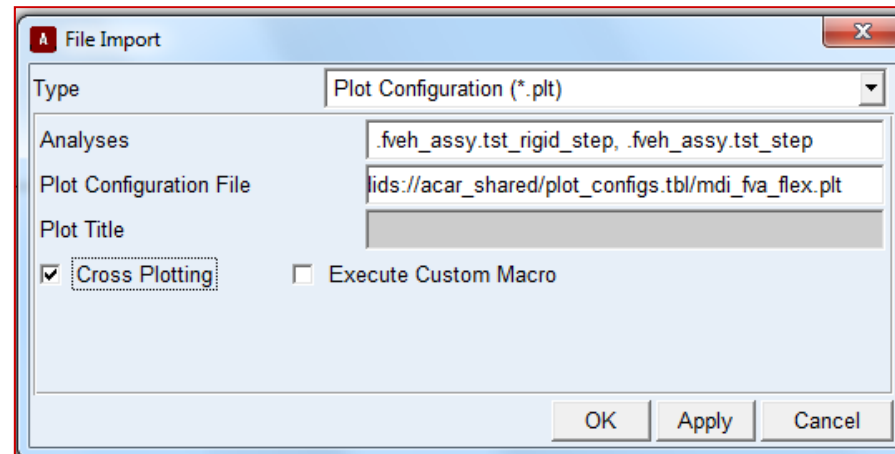 A File Import
Type Plot Configuration (*.plt)
Analyses .fveh_assy.tst_rigid_step, .fveh_assy.tst_step
Plot Configuration File lids://acar_shared/plot_configs.tbl/mdi_fva_flex.plt
Plot Title
Cross Plotting Execute Custom Macro
OK Apply Cancel